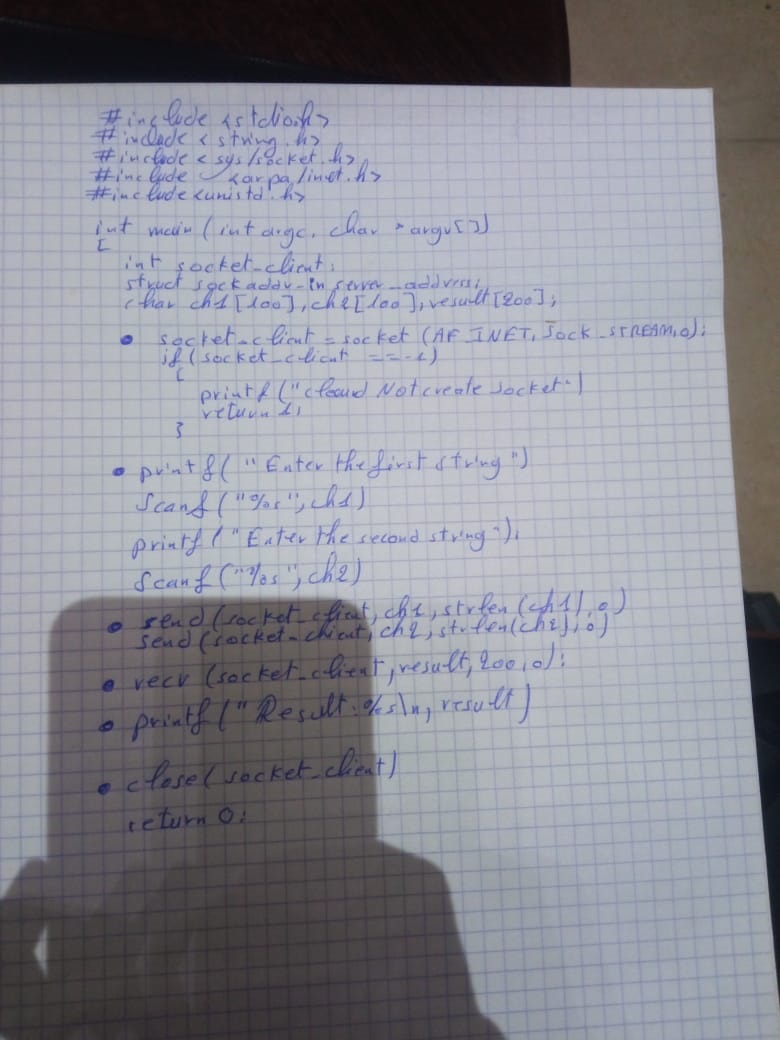 #include <stdio.h>
#include <string.h>
#include <sys/socket.h>
#include <arpa/inet.h>
#include <unistd.h>
int main (int argc, char *argv[])
{
int socket_client;
struct sockaddr_in server_address;
char ch1[100], ch2[100], result[200];
• socket_client = socket (AF_INET, Sock_STREAM, 0);
if (socket_client == -1)
{
printf ("could Not create socket")
return 1;
}
• printf ( "Enter the first string")
Scanf ("%s", ch1)
printf ( "Enter the second string");
Scanf ("%s", ch2)
• send (socket_client, ch1, strlen (ch1), 0)
send (socket_client, ch2, strlen(ch2), 0)
• recv (socket_client, result, 200, 0);
• printf ("Result: %s\n, result)
• close( socket_client)
return 0;